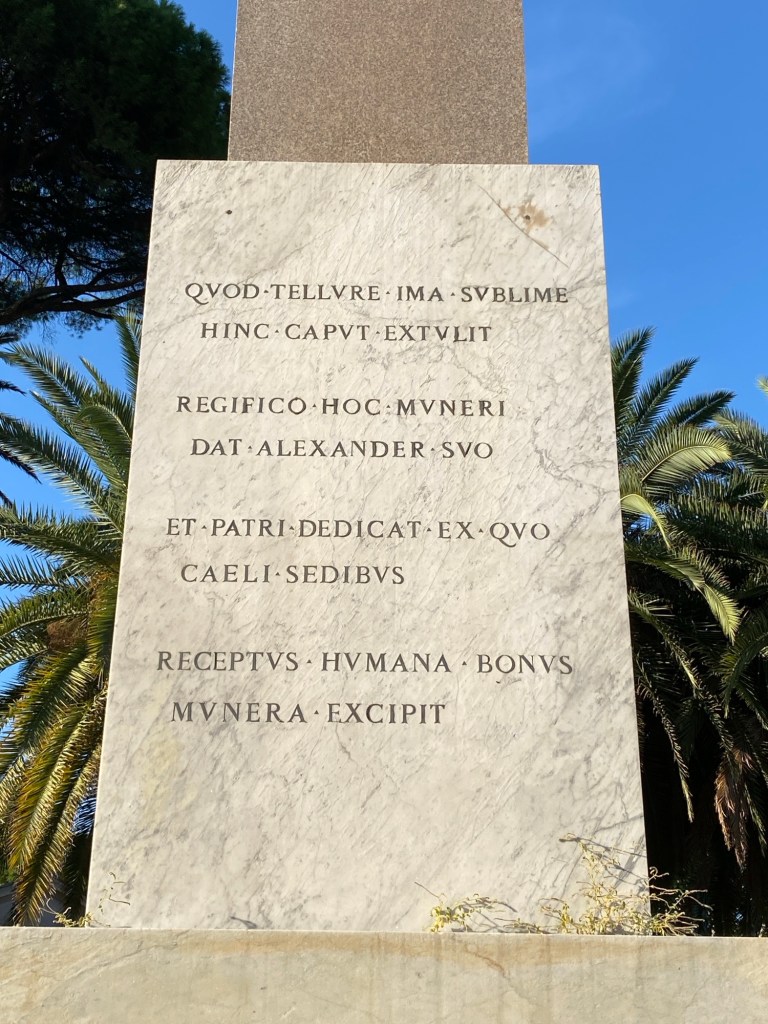 QVOD·TELLVRE·IMA·SVBLIME
HINC·CAPVT·EXTVLIT
REGIFICO·HOC·MVNERI
DAT·ALEXANDER·SVO
ET·PATRI·DEDICAT·EX·QVO
CAELI·SEDIBVS
RECEPTVS·HVMANA·BONVS
MVNERA·EXCIPIT